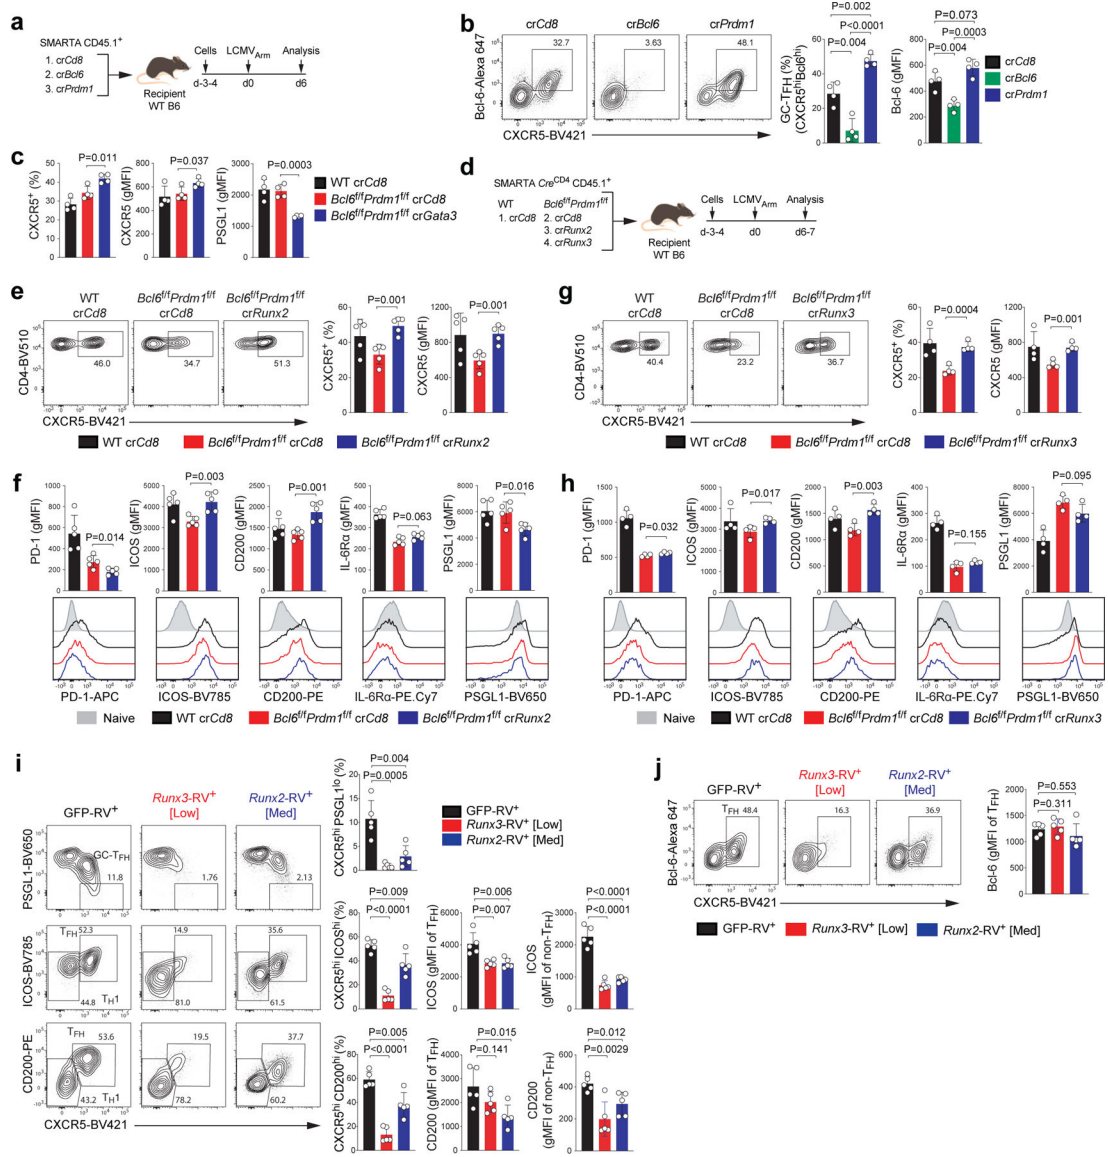 a
SMARTA CD45.1+
1. crCd8
2. crBcl6
3. crPrdm1
Recipient
WT B6
Cells
LCMVArm
Analysis
d-3-4
d0
d6
b
crCd8
crBcl6
crPrdm1
32.7
3.63
48.1
Bcl-6-Alexa 647
CXCR5-BV421
P=0.002
P<0.0001
P=0.004
GC-TFH (%)
(CXCR5hiBcl6hi)
P=0.073
P=0.0003
P=0.004
Bcl-6 (gMFI)
crCd8
crBcl6
crPrdm1
c
P=0.011
CXCR5+ (%)
P=0.037
CXCR5 (gMFI)
P=0.0003
PSGL1 (gMFI)
WT crCd8
Bcl6f/fPrdm1f/f crCd8
Bcl6f/fPrdm1f/f crGata3
d
SMARTA CreCD4 CD45.1+
WT
1. crCd8
Bcl6f/fPrdm1f/f
2. crCd8
3. crRunx2
4. crRunx3
Recipient
WT B6
Cells
LCMVArm
Analysis
d-3-4
d0
d6-7
e
WT
crCd8
Bcl6f/fPrdm1f/f
crCd8
Bcl6f/fPrdm1f/f
crRunx2
46.0
34.7
51.3
CD4-BV510
CXCR5-BV421
P=0.001
CXCR5+ (%)
P=0.001
CXCR5 (gMFI)
WT crCd8
Bcl6f/fPrdm1f/f crCd8
Bcl6f/fPrdm1f/f crRunx2
g
WT
crCd8
Bcl6f/fPrdm1f/f
crCd8
Bcl6f/fPrdm1f/f
crRunx3
40.4
23.2
36.7
CD4-BV510
CXCR5-BV421
P=0.0004
CXCR5+ (%)
P=0.001
CXCR5 (gMFI)
WT crCd8
Bcl6f/fPrdm1f/f crCd8
Bcl6f/fPrdm1f/f crRunx3
f
P=0.014
PD-1 (gMFI)
P=0.003
ICOS (gMFI)
P=0.001
CD200 (gMFI)
P=0.063
IL-6Rα (gMFI)
P=0.016
PSGL1 (gMFI)
PD-1-APC
ICOS-BV785
CD200-PE
IL-6Rα-PE Cy7
PSGL1-BV650
Naive
WT crCd8
Bcl6f/fPrdm1f/f crCd8
Bcl6f/fPrdm1f/f crRunx2
h
P=0.032
PD-1 (gMFI)
P=0.017
ICOS (gMFI)
P=0.003
CD200 (gMFI)
P=0.155
IL-6Rα (gMFI)
P=0.095
PSGL1 (gMFI)
PD-1-APC
ICOS-BV785
CD200-PE
IL-6Rα-PE Cy7
PSGL1-BV650
Naive
WT crCd8
Bcl6f/fPrdm1f/f crCd8
Bcl6f/fPrdm1f/f crRunx3
i
GFP-RV+
Runx3-RV+
[Low]
Runx2-RV+
[Med]
GC-TFH
11.8
1.76
2.13
PSGL1-BV650
TFH
52.3
14.9
35.6
44.8
TH1
81.0
61.5
ICOS-BV785
TFH
53.6
19.5
37.7
43.2
TH1
78.2
60.2
CD200-PE
CXCR5-BV421
P=0.004
P=0.0005
CXCR5hi PSGL1lo (%)
GFP-RV+
Runx3-RV+ [Low]
Runx2-RV+ [Med]
P=0.009
P<0.0001
CXCR5hi ICOShi (%)
P=0.006
P=0.007
ICOS (gMFI of TFH)
P<0.0001
P<0.0001
ICOS
(gMFI of non-TFH)
P=0.005
P<0.0001
CXCR5hi CD200hi (%)
P=0.015
P=0.141
CD200 (gMFI of TFH)
P=0.012
P=0.0029
CD200
(gMFI of non-TFH)
j
GFP-RV+
Runx3-RV+
[Low]
Runx2-RV+
[Med]
TFH
48.4
16.3
36.9
Bcl-6-Alexa 647
CXCR5-BV421
P=0.553
P=0.311
Bcl-6 (gMFI of TFH)
GFP-RV+
Runx3-RV+ [Low]
Runx2-RV+ [Med]